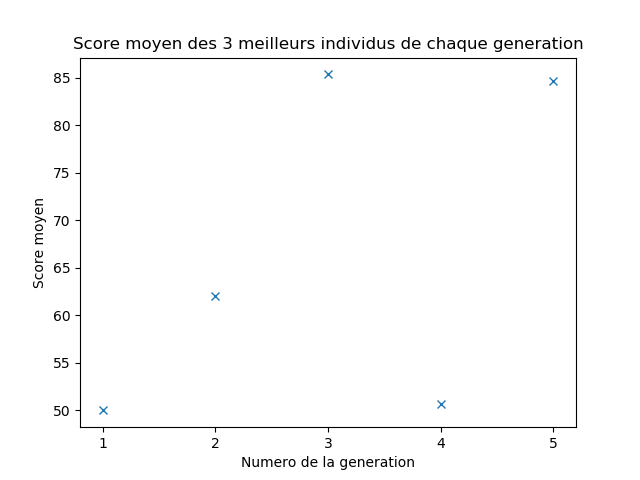 Score moyen des 3 meilleurs individus de chaque generation
85
80
75
70
65
60
55
50
Score moyen
1 2 3 4 5
Numero de la generation